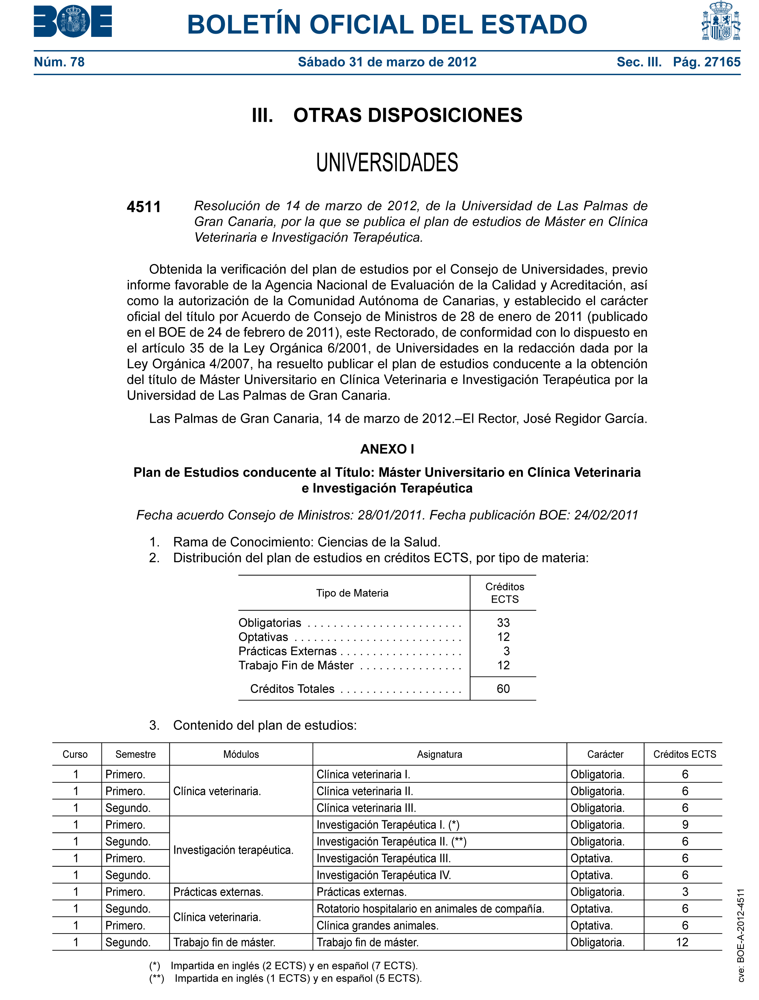 BOE
BOLETÍN OFICIAL DEL ESTADO
Núm. 78 Sábado 31 de marzo de 2012 Sec. III. Pág. 27165
III. OTRAS DISPOSICIONES
UNIVERSIDADES
4511 Resolución de 14 de marzo de 2012, de la Universidad de Las Palmas de
Gran Canaria, por la que se publica el plan de estudios de Máster en Clínica
Veterinaria e Investigación Terapéutica.
Obtenida la verificación del plan de estudios por el Consejo de Universidades, previo
informe favorable de la Agencia Nacional de Evaluación de la Calidad y Acreditación, así
como la autorización de la Comunidad Autónoma de Canarias, y establecido el carácter
oficial del título por Acuerdo de Consejo de Ministros de 28 de enero de 2011 (publicado
en el BOE de 24 de febrero de 2011), este Rectorado, de conformidad con lo dispuesto en
el artículo 35 de la Ley Orgánica 6/2001, de Universidades en la redacción dada por la
Ley Orgánica 4/2007, ha resuelto publicar el plan de estudios conducente a la obtención
del título de Máster Universitario en Clínica Veterinaria e Investigación Terapéutica por la
Universidad de Las Palmas de Gran Canaria.
Las Palmas de Gran Canaria, 14 de marzo de 2012.–El Rector, José Regidor García.
ANEXO I
Plan de Estudios conducente al Título: Máster Universitario en Clínica Veterinaria
e Investigación Terapéutica
Fecha acuerdo Consejo de Ministros: 28/01/2011. Fecha publicación BOE: 24/02/2011
1. Rama de Conocimiento: Ciencias de la Salud.
2. Distribución del plan de estudios en créditos ECTS, por tipo de materia:
Tipo de Materia Créditos
ECTS
Obligatorias . . . . . . . . . . . . . . . . . . . . . . . . 33
Optativas . . . . . . . . . . . . . . . . . . . . . . . . . . 12
Prácticas Externas . . . . . . . . . . . . . . . . . . . 3
Trabajo Fin de Máster . . . . . . . . . . . . . . . . 12
Créditos Totales . . . . . . . . . . . . . . . . . . . 60
3. Contenido del plan de estudios:
Curso Semestre Módulos Asignatura Carácter Créditos ECTS
1 Primero. Clínica veterinaria I. Obligatoria. 6
1 Primero. Clínica veterinaria. Clínica veterinaria II. Obligatoria. 6
1 Segundo. Clínica veterinaria III. Obligatoria. 6
1 Primero. Investigación Terapéutica I. (*) Obligatoria. 9
1 Segundo. Investigación Terapéutica II. (**) Obligatoria. 6
Investigación terapéutica.
1 Primero. Investigación Terapéutica III. Optativa. 6
1 Segundo. Investigación Terapéutica IV. Optativa. 6
1 Primero. Prácticas externas. Prácticas externas. Obligatoria. 3
1 Segundo. Rotatorio hospitalario en animales de compañía. Optativa. 6
Clínica veterinaria.
1 Primero. Clínica grandes animales. Optativa. 6
1 Segundo. Trabajo fin de máster. Trabajo fin de máster. Obligatoria. 12
(*) Impartida en inglés (2 ECTS) y en español (7 ECTS).
(**) Impartida en inglés (1 ECTS) y en español (5 ECTS).
cve: BOE-A-2012-4511